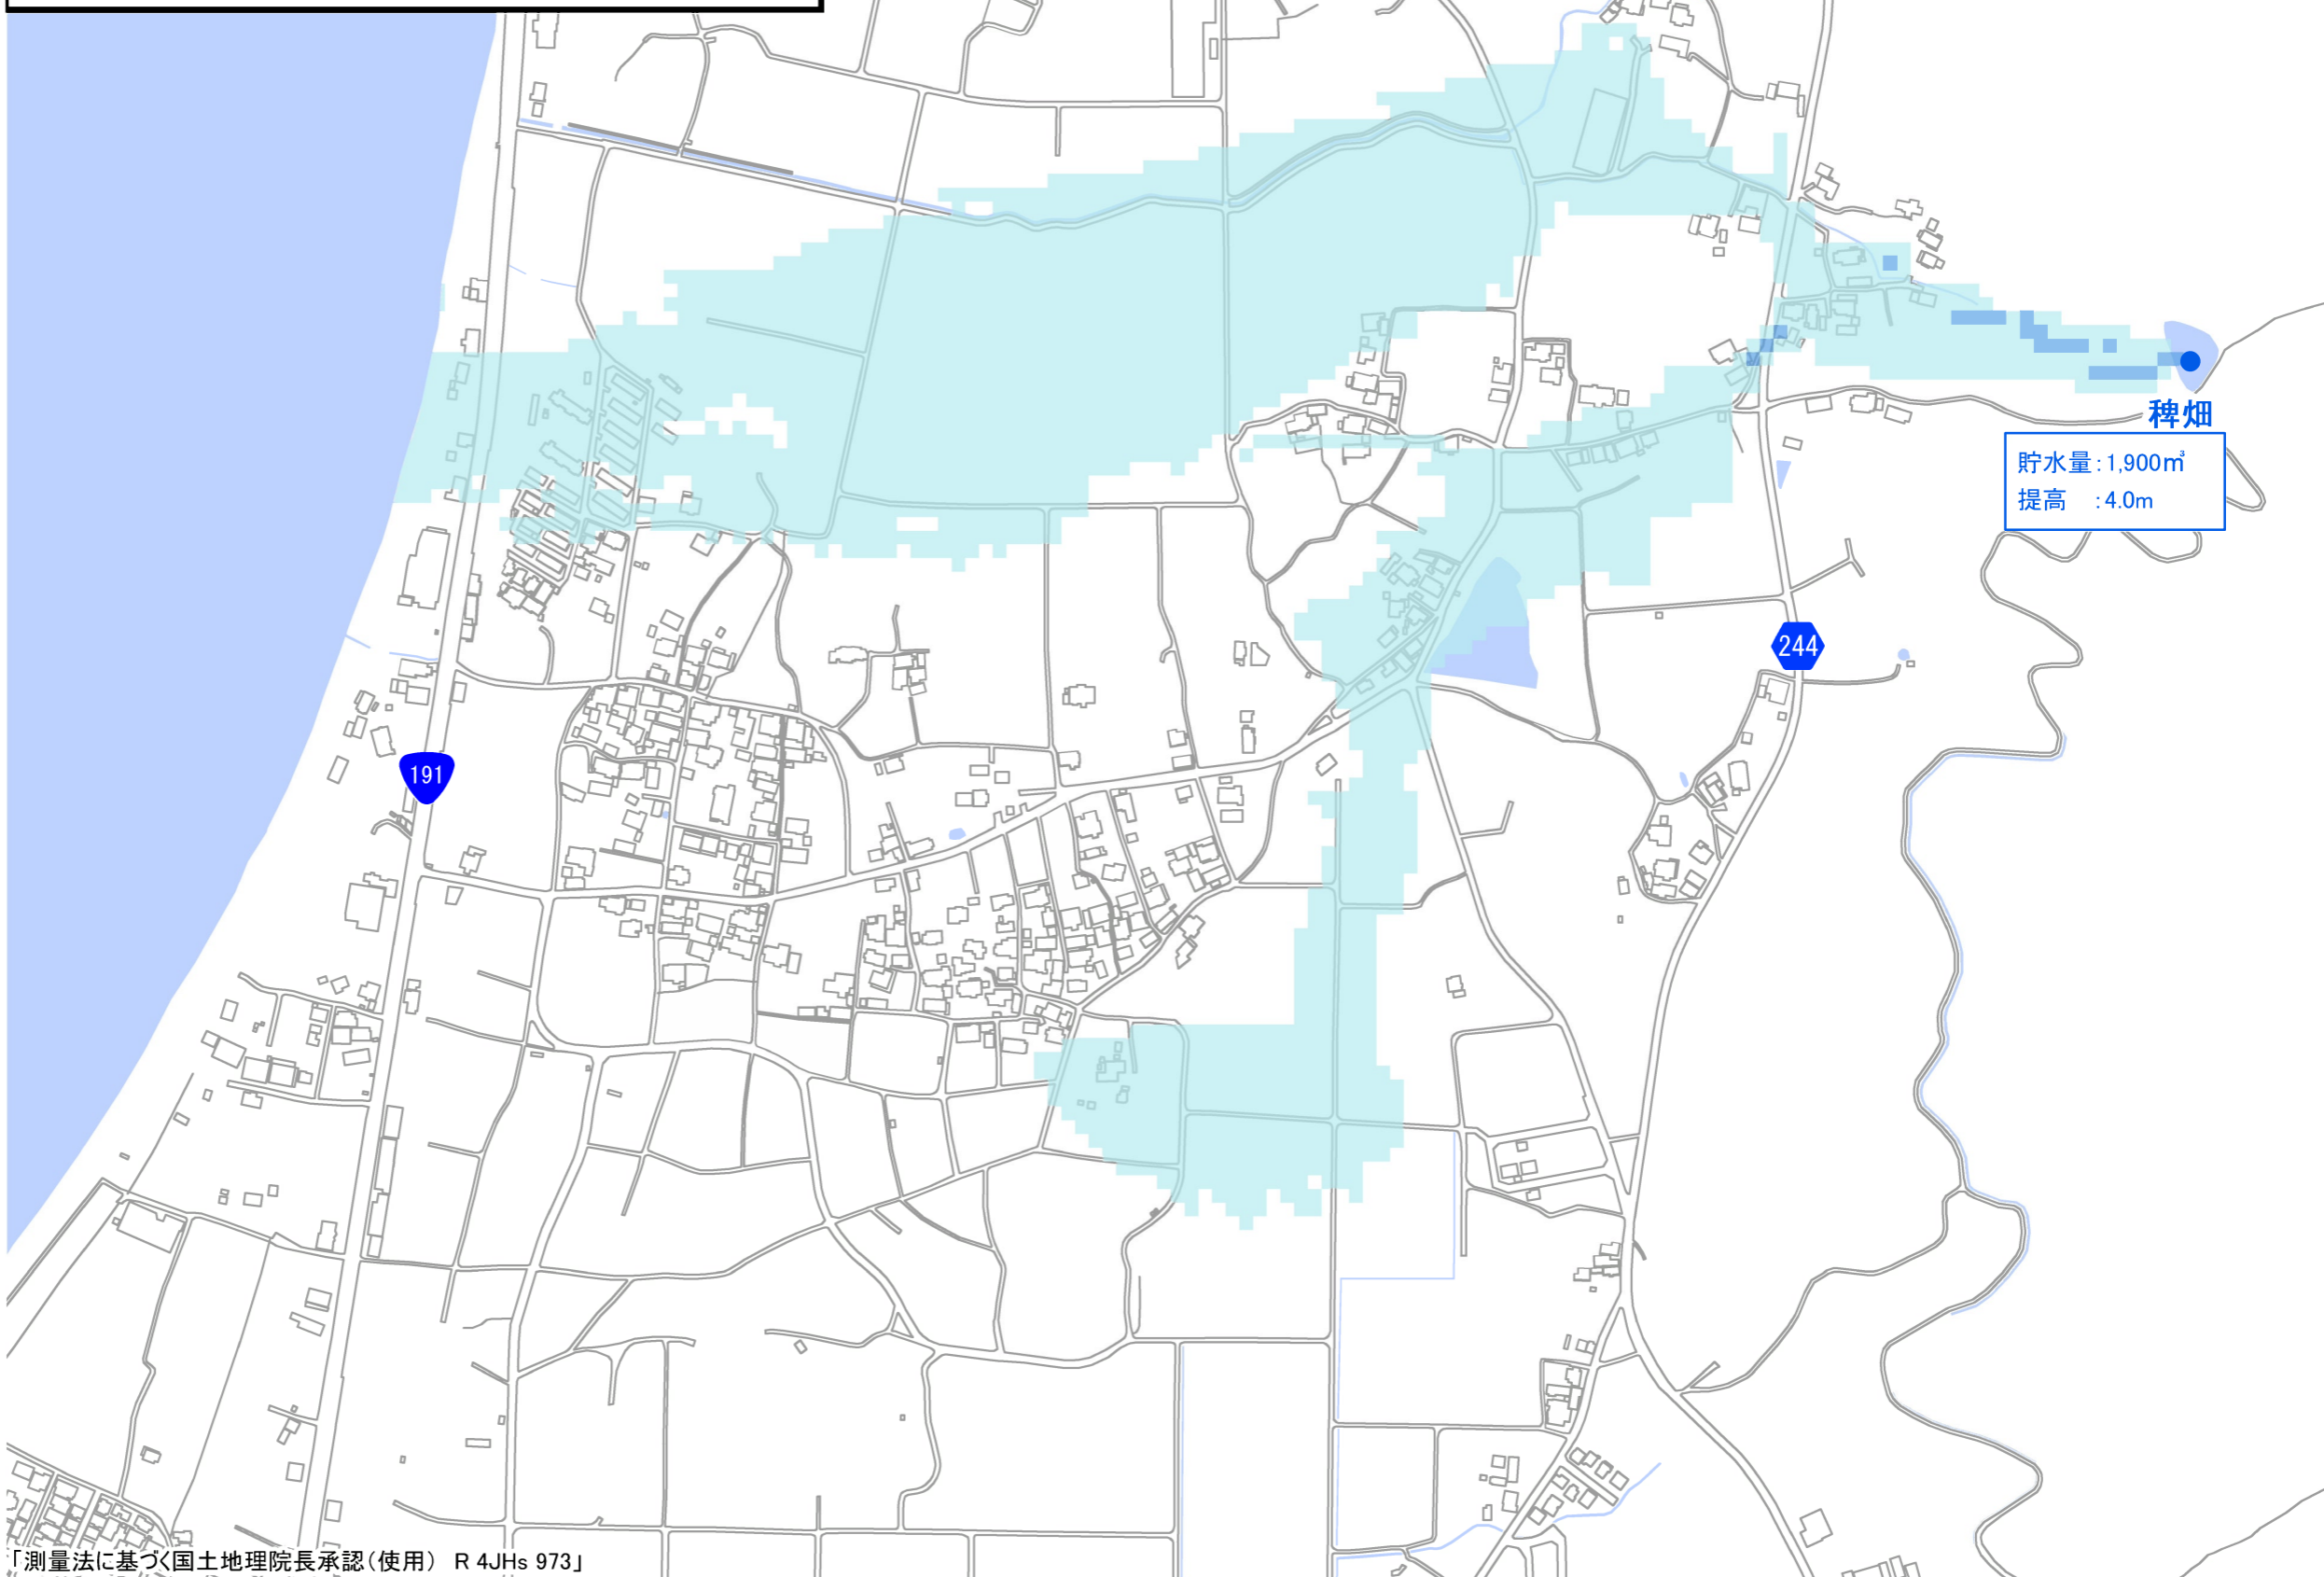 稗畑
貯水量：1,900㎥
提高　：4.0m
244
191
「測量法に基づく国土地理院長承認（使用）　R 4JHs 973」